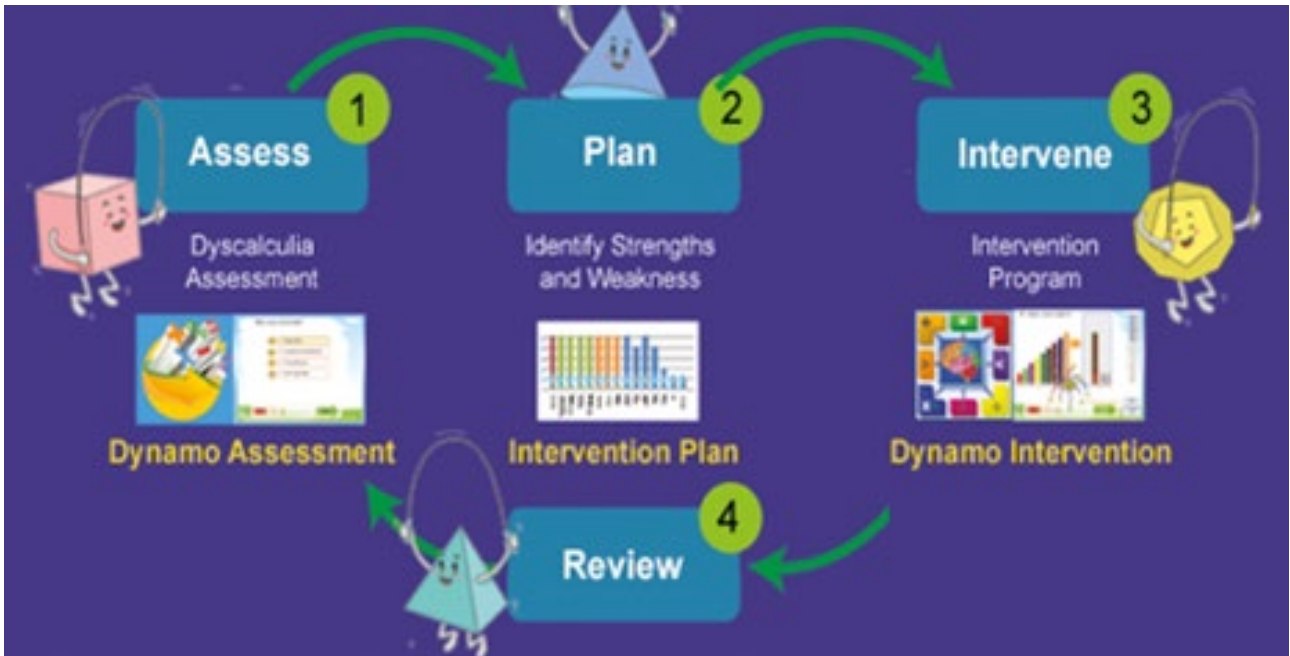 1
Assess
Dyscalculia
Assessment
Dynamo Assessment
2
Plan
Identify Strengths
and Weakness
Intervention Plan
3
Intervene
Intervention
Program
Dynamo Intervention
4
Review